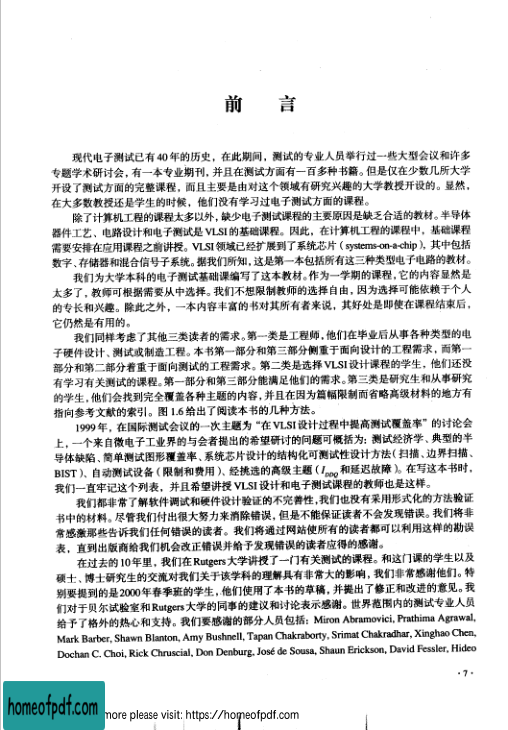 前 言
现代电子测试已有 40 年的历史，在此期间，测试的专业人员举行过一些大型会议和许多
专题学术研讨会，有一本专业期刊，并且在测试方面有一百多种书籍。但是仅在少数几所大学
开设了测试方面的完整课程，而且主要是由对这个领域有研究兴趣的大学教授开设的。显然，
在大多数教授还是学生的时候，他们没有学习过电子测试方面的课程。
除了计算机工程的课程太多以外，缺少电子测试课程的主要原因是缺乏合适的教材。半导体
器件工艺、电路设计和电子测试是 VLSI 的基础课程。因此，在计算机工程的课程中，基础课程
需要安排在应用课程之前讲授。VLSI 领域已经扩展到了系统芯片（systems-on-a-chip），其中包括
数字、存储器和混合信号子系统。据我们所知，这是第一本包括所有这三种类型电子电路的教材。
我们为大学本科的电子测试基础课编写了这本教材。作为一学期的课程，它的内容显然是
太多了，教师可根据需要从中选择。我们不想限制教师的选择自由，因为选择可能依赖于个人
的专长和兴趣。除此之外，一本内容丰富的书对其所有者来说，其好处是即使在课程结束后，
它仍然是有用的。
我们同样考虑了其他三类读者的需求。第一类是工程师，他们在毕业后从事各种类型的电
子硬件设计、测试或制造工程。本书第一部分和第三部分侧重于面向设计的工程需求，而第一
部分和第二部分着重于面向测试的工程需求。第二类是选择 VLSI 设计课程的学生，他们还没
有学习有关测试的课程。第一部分和第三部分能满足他们的需求。第三类是研究生和从事研究
的学生，他们会找到完全覆盖各种主题的内容，并且在因为篇幅限制而省略高级材料的地方有
指向参考文献的索引。图 1.6 给出了阅读本书的几种方法。
1999 年，在国际测试会议的一次主题为“在 VLSI 设计过程中提高测试覆盖率”的讨论会
上，一个来自微电子工业界的与会者提出的希望研讨的问题可概括为：测试经济学、典型的半
导体缺陷、简单测试图形覆盖率、系统芯片设计的结构化可测试性设计方法（扫描、边界扫描、
BIST）、自动测试设备（限制和费用）、经挑选的高级主题（IDDQ 和延迟故障）。在写这本书时，
我们一直牢记这个列表，并且希望讲授 VLSI 设计和电子测试课程的教师也是这样。
我们都非常了解软件调试和硬件设计验证的不完善性，我们也没有采用形式化的方法验证
书中的材料。尽管我们付出很大努力来消除错误，但是不能保证读者不会发现错误。我们将非
常感激那些告诉我们任何错误的读者。我们将通过网站使所有的读者都可以利用这样的勘误
表，直到出版商给我们机会改正错误并给予发现错误的读者应得的感谢。
在过去的 10 年里，我们在 Rutgers 大学讲授了一门有关测试的课程。和这门课的学生以及
硕士、博士研究生的交流对我们关于该学科的理解具有非常大的影响，我们非常感谢他们。特
别要提到的是 2000 年春季班的学生，他们使用了本书的草稿，并提出了修正和改进的意见。我
们对于贝尔试验室和 Rutgers 大学的同事的建议和讨论表示感谢。世界范围内的测试专业人员
给予了格外的热心和支持。我们要感谢的部分人员包括：Miron Abramovici, Prathima Agrawal,
Mark Barber, Shawn Blanton, Amy Bushnell, Tapan Chakraborty, Srimat Chakradhar, Xinghao Chen,
Dochan C. Choi, Rick Chruscial, Don Denburg, José de Sousa, Shaun Erickson, David Fessler, Hideo
·7·
homeofpdf.com
more please visit: https://homeofpdf.com